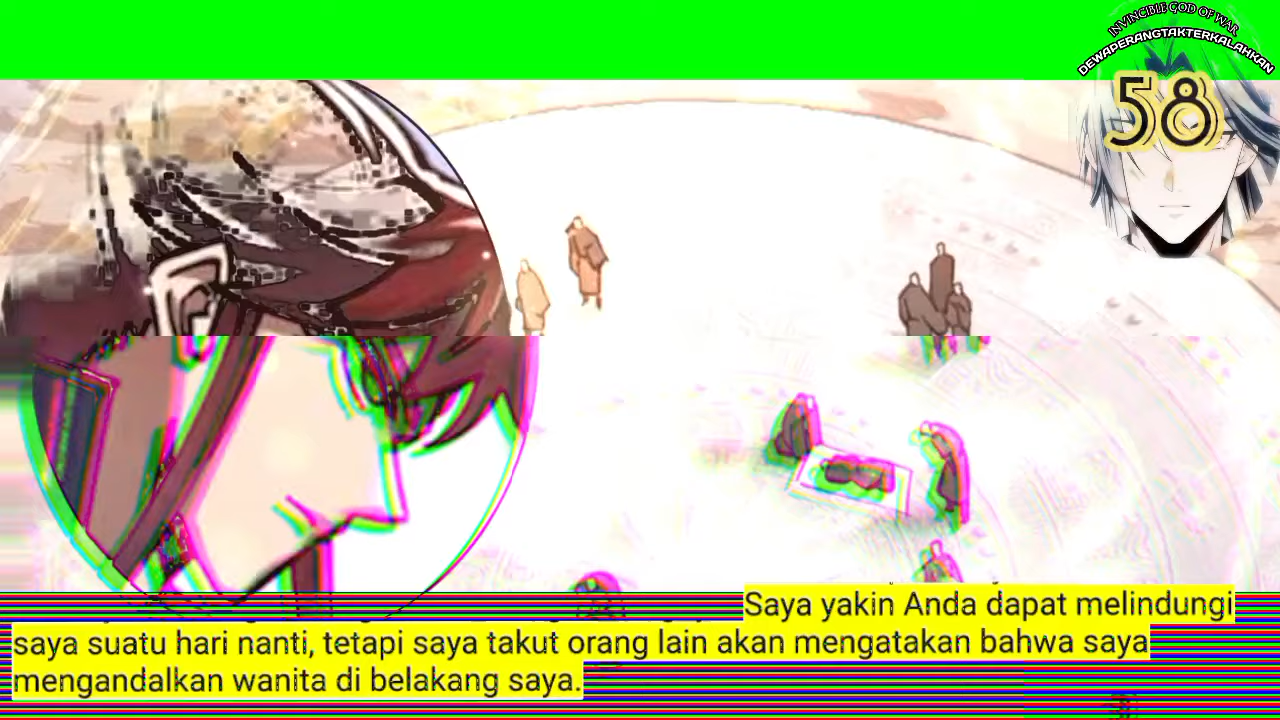 INVINCIBLE GOD OF WAR
DEWAPERANGTAKTERKALAHKAN
58
Saya yakin Anda dapat melindungi
saya suatu hari nanti, tetapi saya takut orang lain akan mengatakan bahwa saya
mengandalkan wanita di belakang saya.